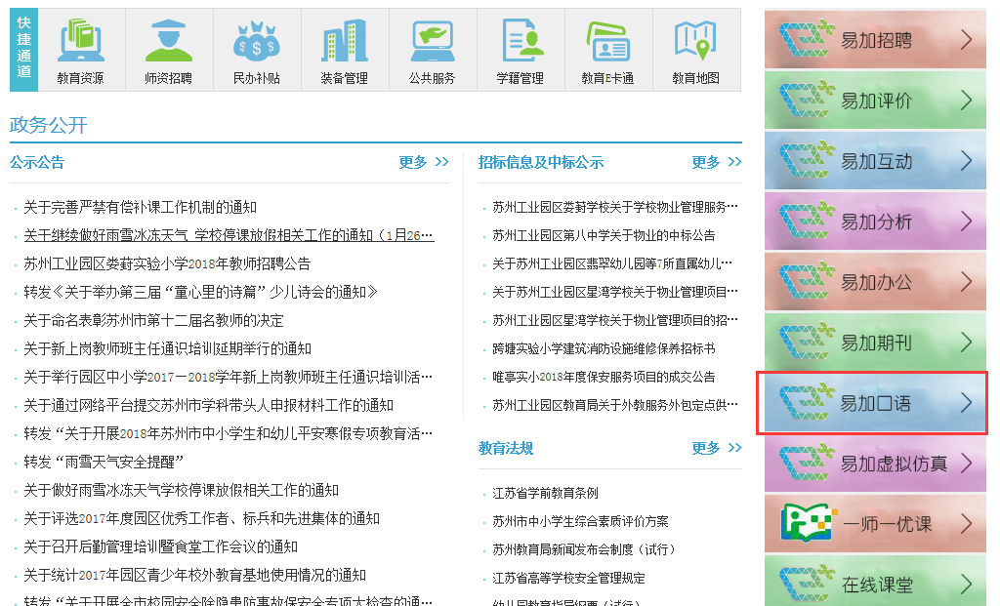 快捷通道
教育资源 师资招聘 民办补贴 装备管理 公共服务 学籍管理 教育E卡通 教育地图
政务公开
公示公告 更多 >>
关于完善严禁有偿补课工作机制的通知
关于继续做好雨雪冰冻天气 学校停课放假相关工作的通知（1月26…
苏州工业园区娄葑实验小学2018年教师招聘公告
转发《关于举办第三届“童心里的诗篇”少儿诗会的通知》
关于命名表彰苏州市第十二届名教师的决定
关于新上岗教师班主任通识培训延期举行的通知
关于举行园区中小学2017－2018学年新上岗教师班主任通识培训活…
关于通过网络平台提交苏州市学科带头人申报材料工作的通知
转发“关于开展2018年苏州市中小学生和幼儿平安寒假专项教育活…
转发“雨雪天气安全提醒”
关于做好雨雪冰冻天气学校停课放假相关工作的通知
关于评选2017年度园区优秀工作者、标兵和先进集体的通知
关于召开后勤管理培训暨食堂工作会议的通知
关于统计2017年园区青少年校外教育基地使用情况的通知
转发“关于开展全市校园安全除隐患防事故保安全专项大检查的通…
招标信息及中标公示 更多 >>
苏州工业园区娄葑学校关于学校物业管理服务…
苏州工业园区第八中学关于物业的中标公告
关于苏州工业园区翡翠幼儿园等7所直属幼儿…
关于苏州工业园区星湾学校关于物业管理项目…
苏州工业园区星湾学校关于物业管理项目的招…
跨塘实验小学建筑消防设施维修保养招标书
唯亭实小2018年度保安服务项目的成交公告
苏州工业园区教育局关于外教服务外包定点供…
教育法规 更多 >>
江苏省学前教育条例
苏州市中小学生综合素质评价方案
苏州教育局新闻发布会制度（试行）
江苏省高等学校安全管理规定
幼儿园教育指导纲要（试行）
易加招聘
易加评价
易加互动
易加分析
易加办公
易加期刊
易加口语
易加虚拟仿真
一师一优课
在线课堂